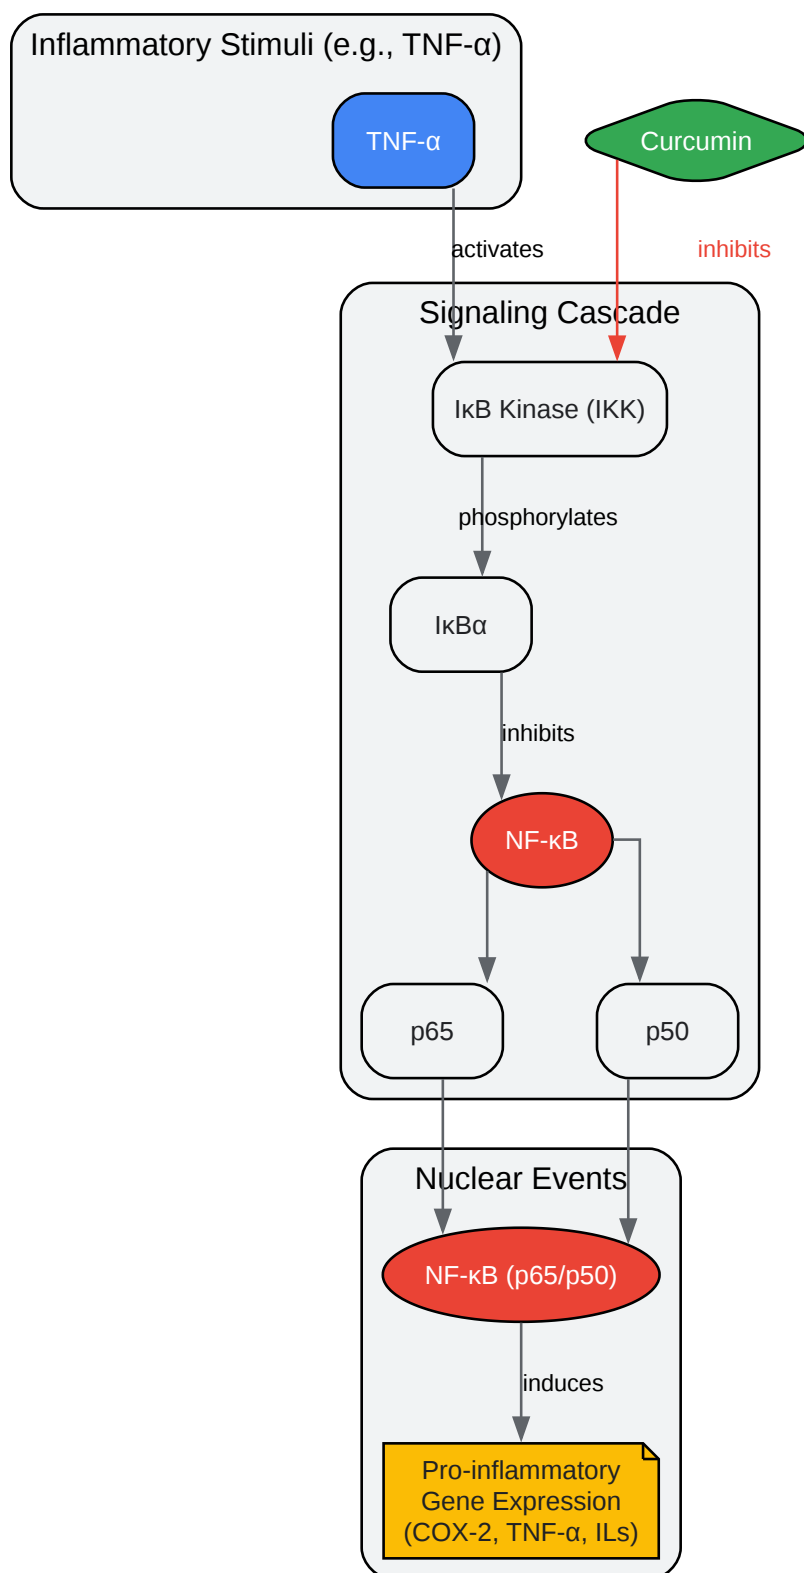 Inflammatory Stimuli (e.g., TNF-α)
TNF-α
Curcumin
activates
inhibits
Signaling Cascade
IκB Kinase (IKK)
phosphorylates
IκBα
inhibits
NF-κB
p65
p50
Nuclear Events
NF-κB (p65/p50)
induces
Pro-inflammatory
Gene Expression
(COX-2, TNF-α, ILs)